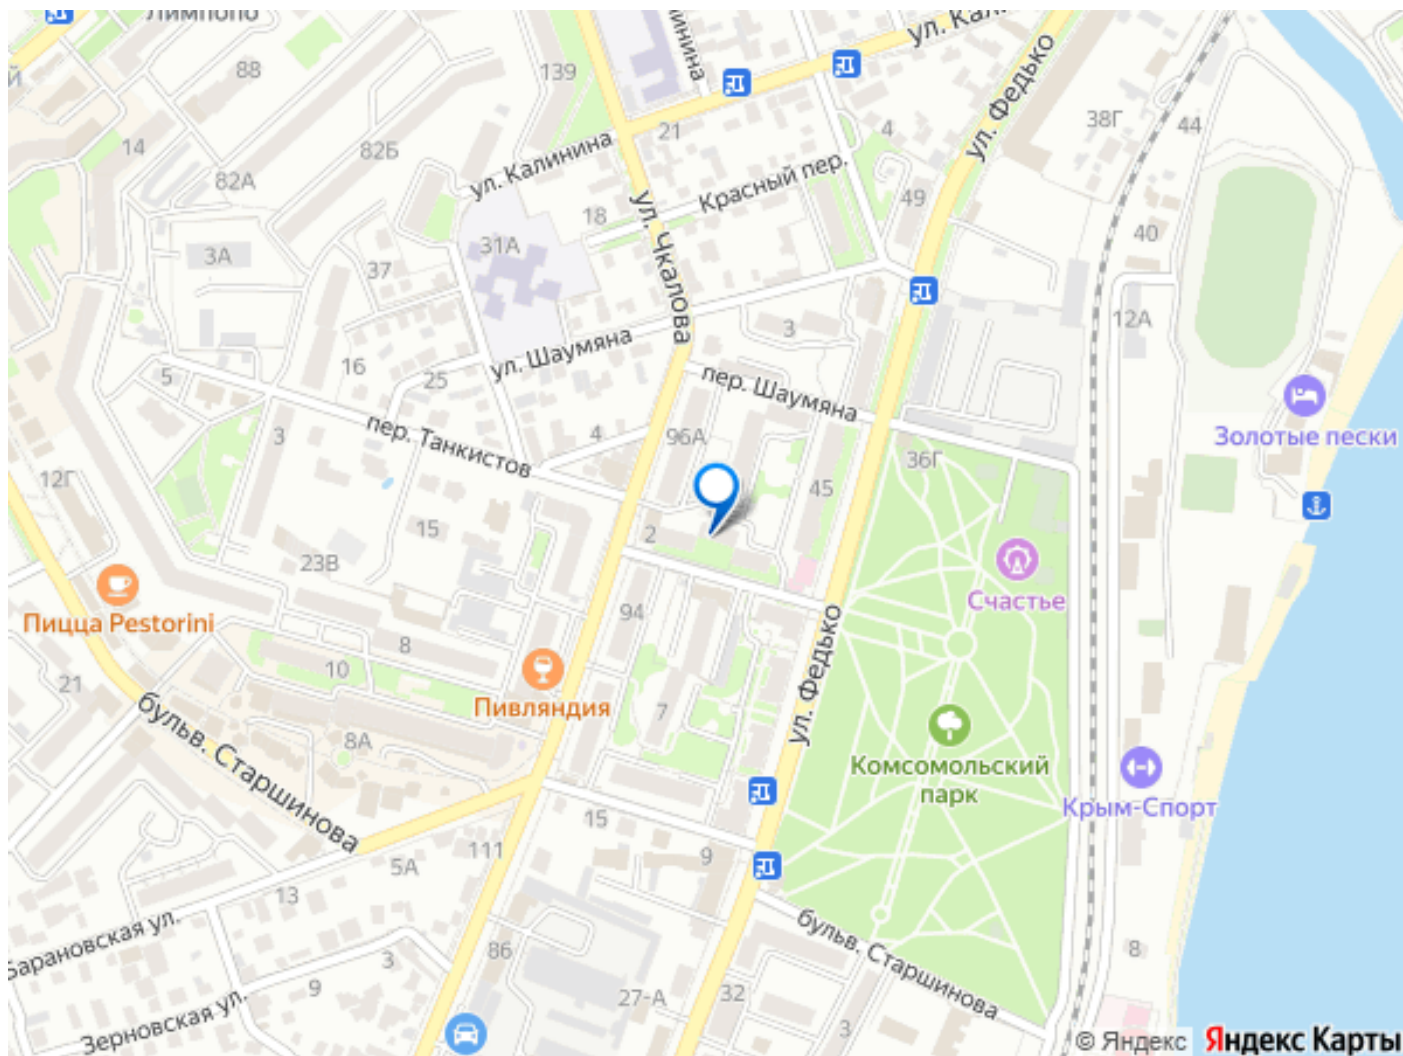 Лимпопо
ул. Калинина
линина
ул. Федько
139
88
й
14
82Б
82А
21
4
38Г
44
ул. Калинина
Красный пер.
18
49
ул. Чкалова
31А
3А
37
40
12А
3
ул. Шаумяна
16
25
5
пер. Шаумяна
Золотые пески
пер. Танкистов
3
4
96А
36Г
12Г
45
15
2
23В
Счастье
Пицца Pestorini
94
ул. Федько
8
10
21
Пивляндия
7
бульв. Старшинова
8А
Комсомольский
парк
Крым-Спорт
15
111
9
5А
13
Барановская ул.
бульв. Старшинова
86
3
9
8
Зерновская ул.
27-А
32
3
© Яндекс Яндекс Карты